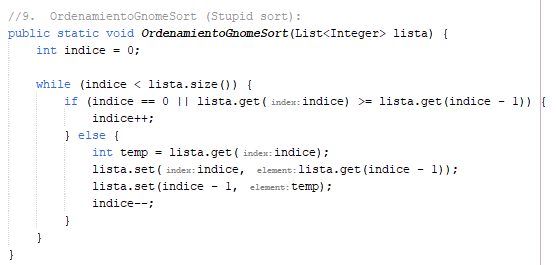 //9.  OrdenamientoGnomeSort (Stupid sort):
public static void OrdenamientoGnomeSort(List<Integer> lista) {
    int indice = 0;

    while (indice < lista.size()) {
        if (indice == 0 || lista.get( index: indice) >= lista.get(indice - 1)) {
            indice++;
        } else {
            int temp = lista.get( index: indice);
            lista.set( index: indice,  element: lista.get(indice - 1));
            lista.set(indice - 1,  element: temp);
            indice--;
        }
    }
}